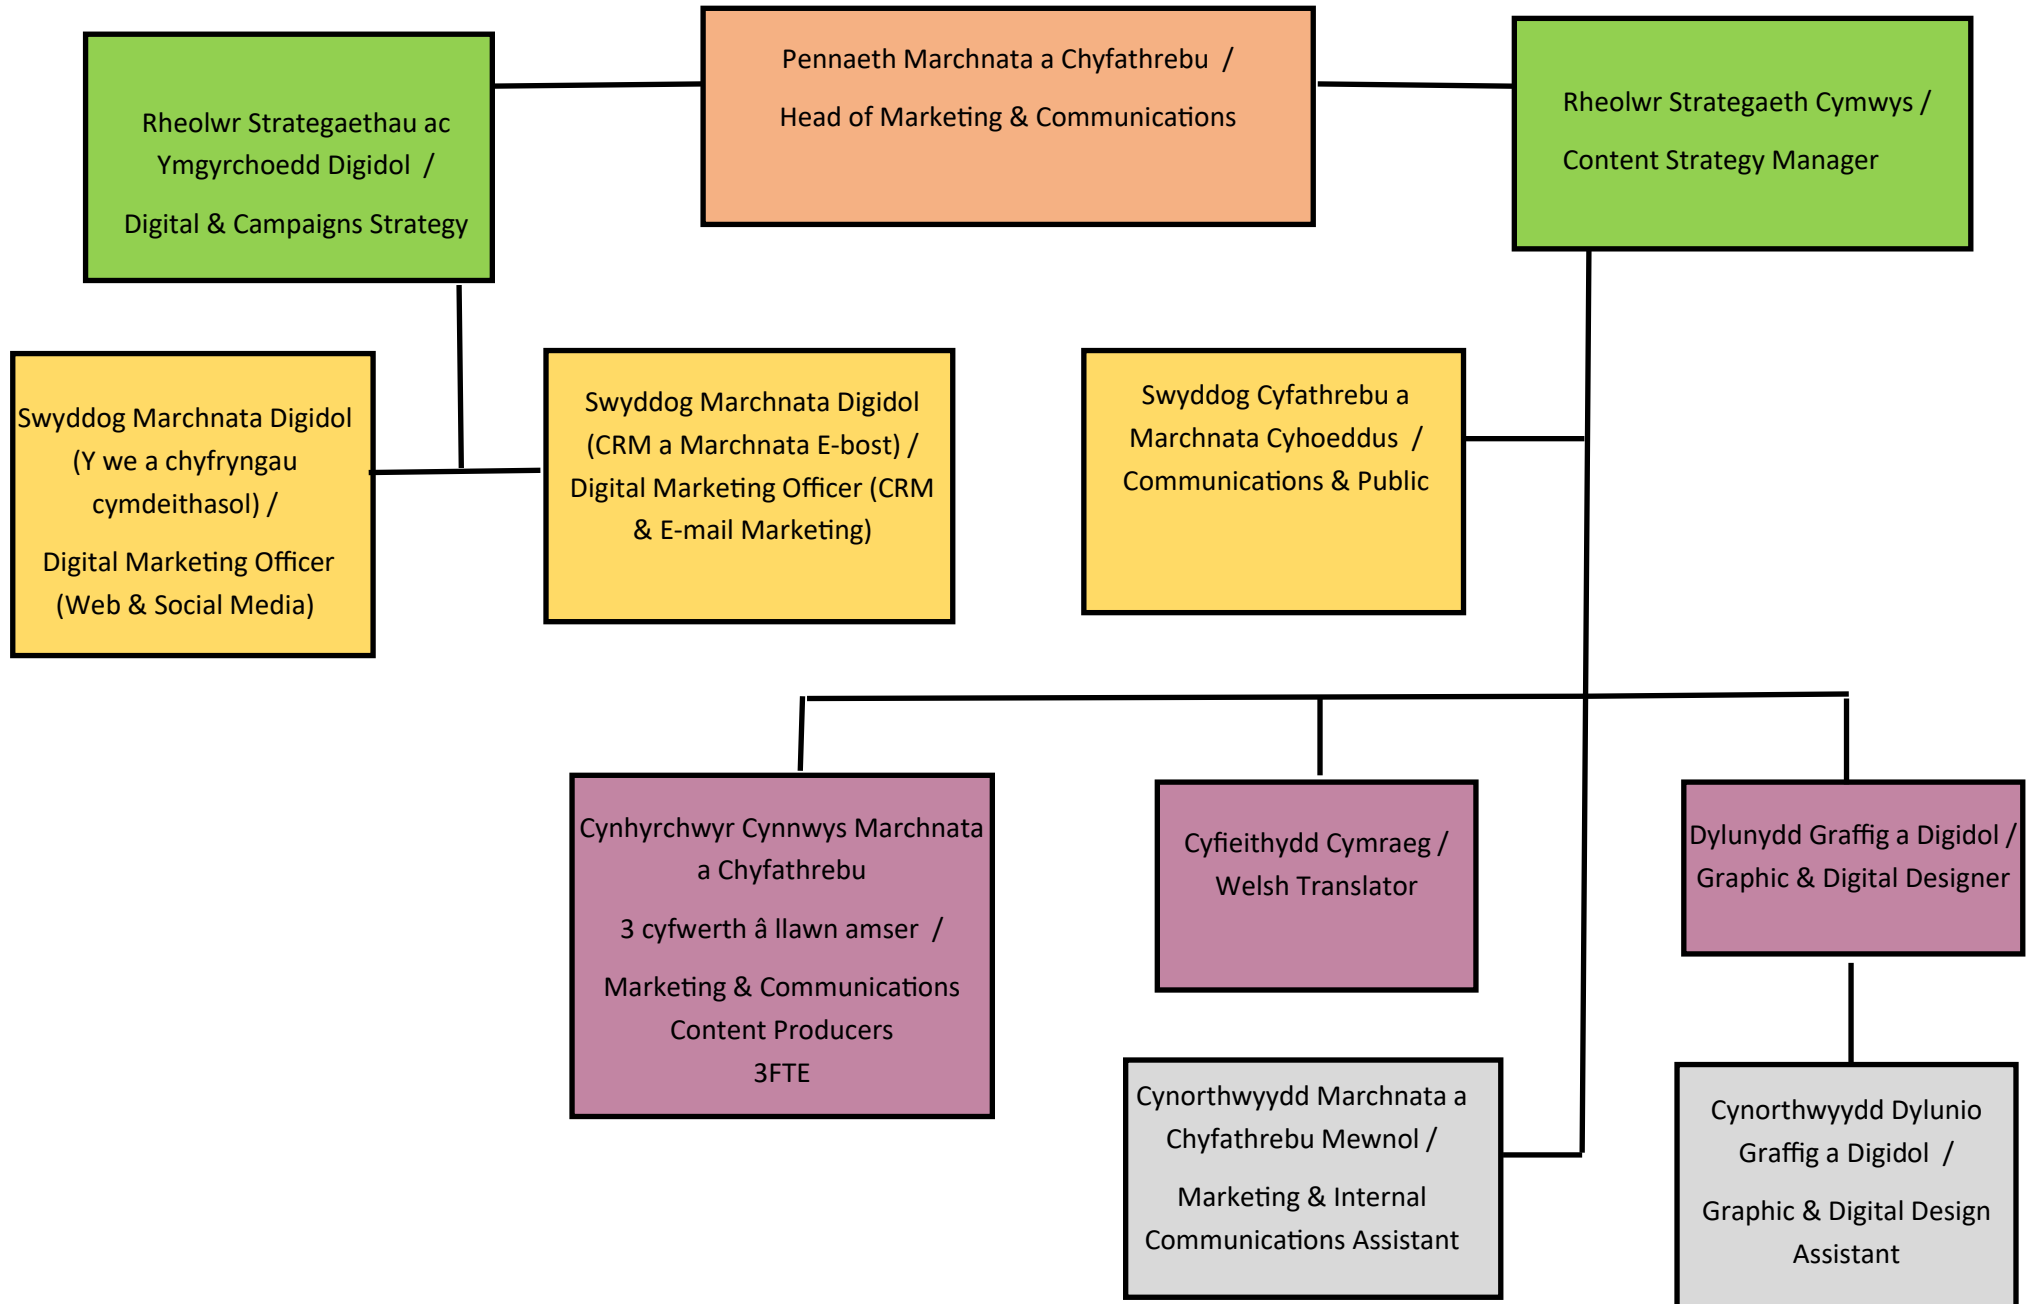 Pennaeth Marchnata a Chyfathrebu /
Head of Marketing & Communications
Rheolwr Strategaethau ac
Ymgyrchoedd Digidol /
Digital & Campaigns Strategy
Rheolwr Strategaeth Cymwys /
Content Strategy Manager
Swyddog Marchnata Digidol
(Y we a chyfryngau
cymdeithasol) /
Digital Marketing Officer
(Web & Social Media)
Swyddog Marchnata Digidol
(CRM a Marchnata E-bost) /
Digital Marketing Officer (CRM
& E-mail Marketing)
Swyddog Cyfathrebu a
Marchnata Cyhoeddus /
Communications & Public
Cynhyrchwyr Cynnwys Marchnata
a Chyfathrebu
3 cyfwerth â llawn amser /
Marketing & Communications
Content Producers
3FTE
Cyfieithydd Cymraeg /
Welsh Translator
Dylunydd Graffig a Digidol /
Graphic & Digital Designer
Cynorthwyydd Marchnata a
Chyfathrebu Mewnol /
Marketing & Internal
Communications Assistant
Cynorthwyydd Dylunio
Graffig a Digidol /
Graphic & Digital Design
Assistant